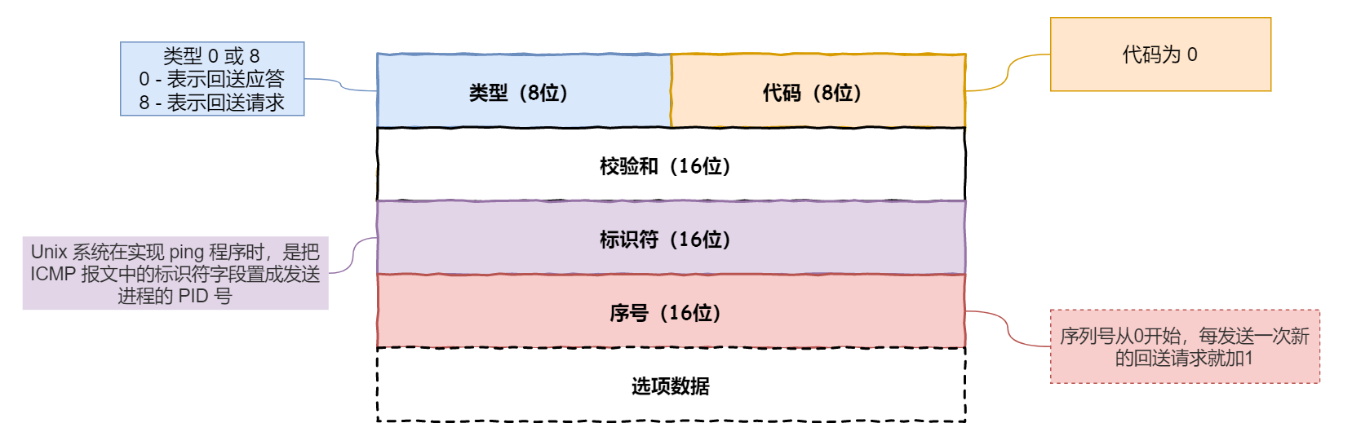 类型 0 或 8
0 - 表示回送应答
8 - 表示回送请求
类型（8位）
代码（8位）
代码为 0
校验和（16位）
标识符（16位）
Unix 系统在实现 ping 程序时，是把
ICMP 报文中的标识符字段置成发送
进程的 PID 号
序号（16位）
序列号从0开始，每发送一次新
的回送请求就加1
选项数据